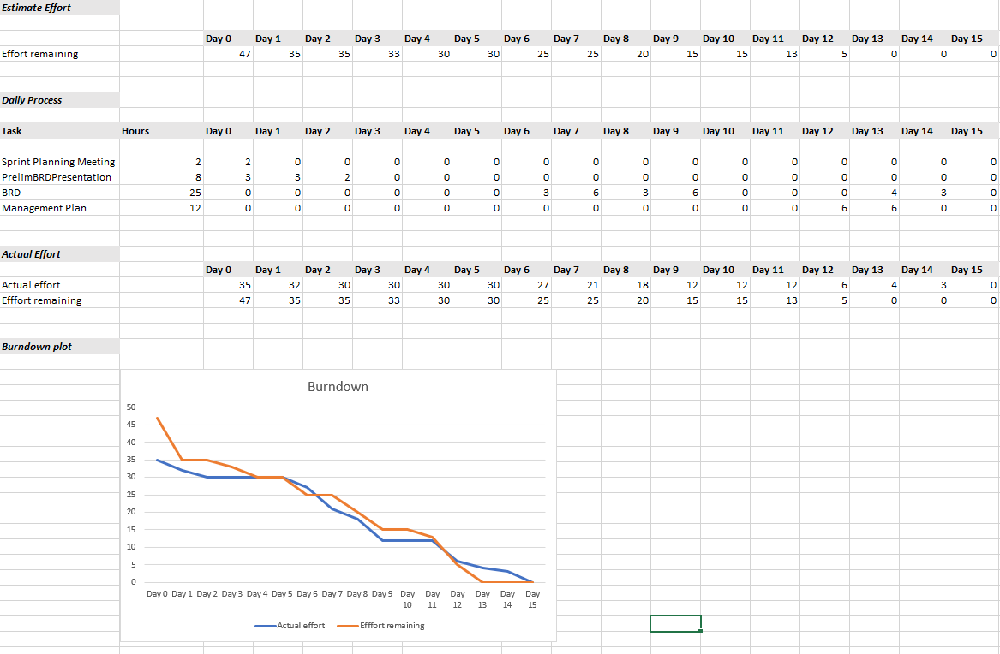 Estimate Effort
Day 0 Day 1 Day 2 Day 3 Day 4 Day 5 Day 6 Day 7 Day 8 Day 9 Day 10 Day 11 Day 12 Day 13 Day 14 Day 15
Effort remaining 47 35 35 33 30 30 25 25 20 15 15 13 5 0 0 0
Daily Process
Task Hours Day 0 Day 1 Day 2 Day 3 Day 4 Day 5 Day 6 Day 7 Day 8 Day 9 Day 10 Day 11 Day 12 Day 13 Day 14 Day 15
Sprint Planning Meeting 2 2 0 0 0 0 0 0 0 0 0 0 0 0 0 0 0
PrelimBRDPresentation 8 3 3 2 0 0 0 0 0 0 0 0 0 0 0 0 0
BRD 25 0 0 0 0 0 0 3 6 3 6 0 0 0 4 3 0
Management Plan 12 0 0 0 0 0 0 0 0 0 0 0 0 6 6 0 0
Actual Effort
Day 0 Day 1 Day 2 Day 3 Day 4 Day 5 Day 6 Day 7 Day 8 Day 9 Day 10 Day 11 Day 12 Day 13 Day 14 Day 15
Actual effort 35 32 30 30 30 30 27 21 18 12 12 12 6 4 3 0
Efffort remaining 47 35 35 33 30 30 25 25 20 15 15 13 5 0 0 0
Burndown plot
Burndown
50
45
40
35
30
25
20
15
10
5
0
Day 0 Day 1 Day 2 Day 3 Day 4 Day 5 Day 6 Day 7 Day 8 Day 9 Day Day Day Day Day Day
10 11 12 13 14 15
Actual effort Efffort remaining